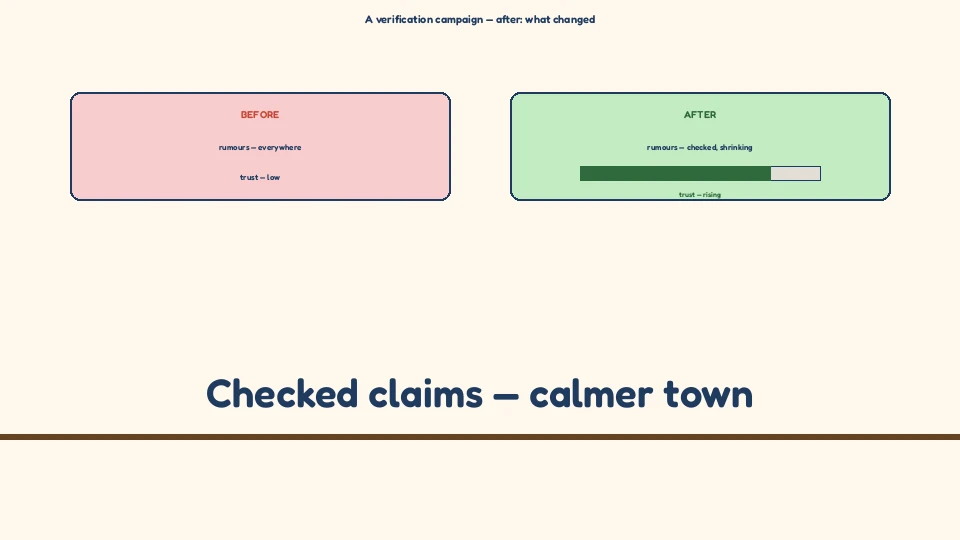 A verification campaign — after: what changed
BEFORE
rumours — everywhere
trust — low
AFTER
rumours — checked, shrinking
trust — rising
Checked claims — calmer town